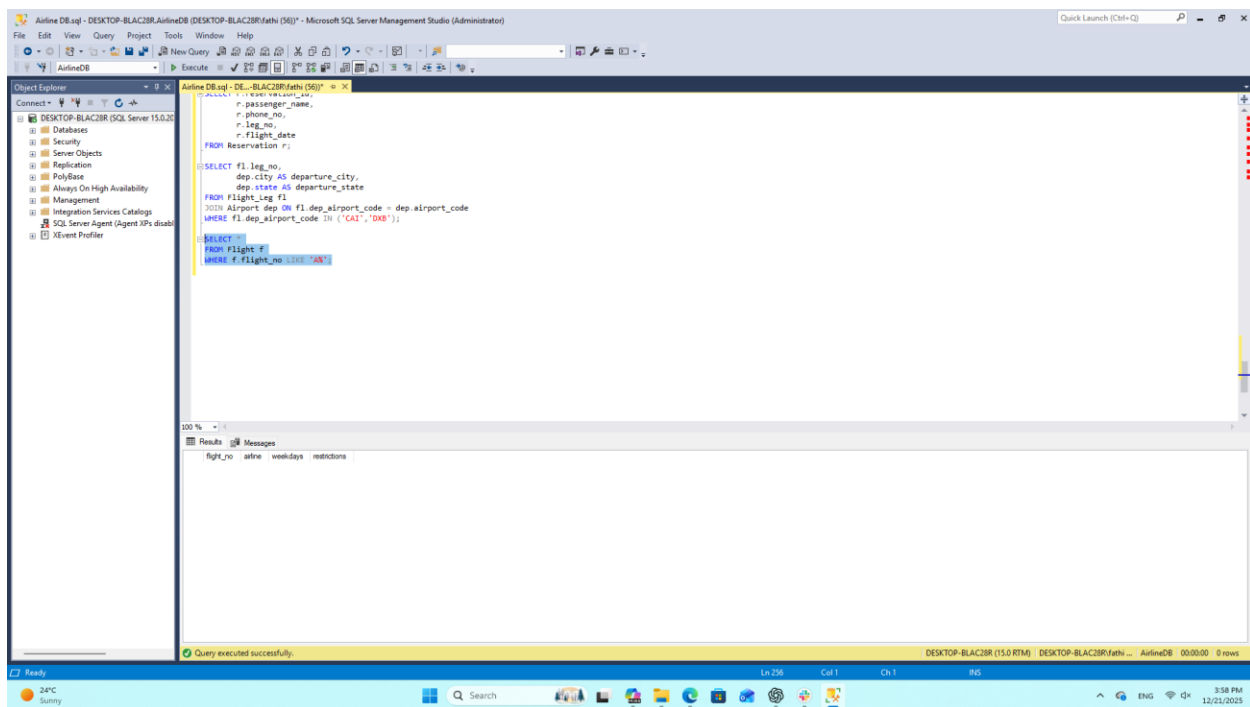 Airline DB.sql - DESKTOP-BLAC28R.AirlineDB (DESKTOP-BLAC28R\fathi (56))* - Microsoft SQL Server Management Studio (Administrator)
Quick Launch (Ctrl+Q)
File Edit View Query Project Tools Window Help
New Query
AirlineDB
Execute
Object Explorer
Airline DB.sql - DE...-BLAC28R\fathi (56))*
Connect
DESKTOP-BLAC28R (SQL Server 15.0.20
Databases
Security
Server Objects
Replication
PolyBase
Always On High Availability
Management
Integration Services Catalogs
SQL Server Agent (Agent XPs disabl
XEvent Profiler
SELECT r.reservation_id,
r.passenger_name,
r.phone_no,
r.leg_no,
r.flight_date
FROM Reservation r;
SELECT fl.leg_no,
dep.city AS departure_city,
dep.state AS departure_state
FROM Flight_Leg fl
JOIN Airport dep ON fl.dep_airport_code = dep.airport_code
WHERE fl.dep_airport_code IN ('CAI','DXB');
SELECT *
FROM Flight f
WHERE f.flight_no LIKE 'A%';
100 %
Results Messages
flight_no airline weekdays restrictions
Query executed successfully.
DESKTOP-BLAC28R (15.0 RTM) DESKTOP-BLAC28R\fathi ... AirlineDB 00:00:00 0 rows
Ready
Ln 256 Col 1 Ch 1 INS
24°C
Sunny
Search
ENG
3:58 PM
12/21/2025